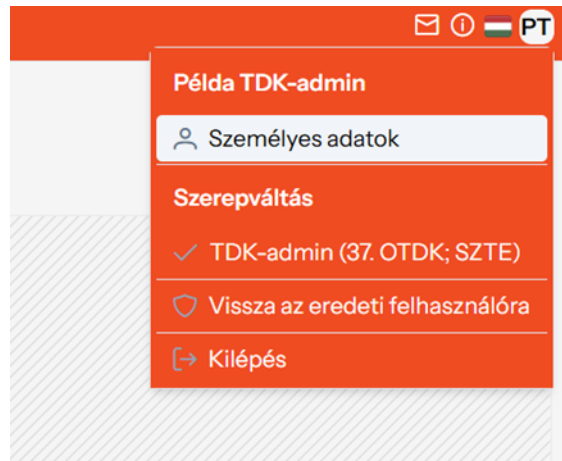 PT
Példa TDK-admin
Személyes adatok
Szerepváltás
TDK-admin (37. OTDK; SZTE)
Vissza az eredeti felhasználóra
Kilépés